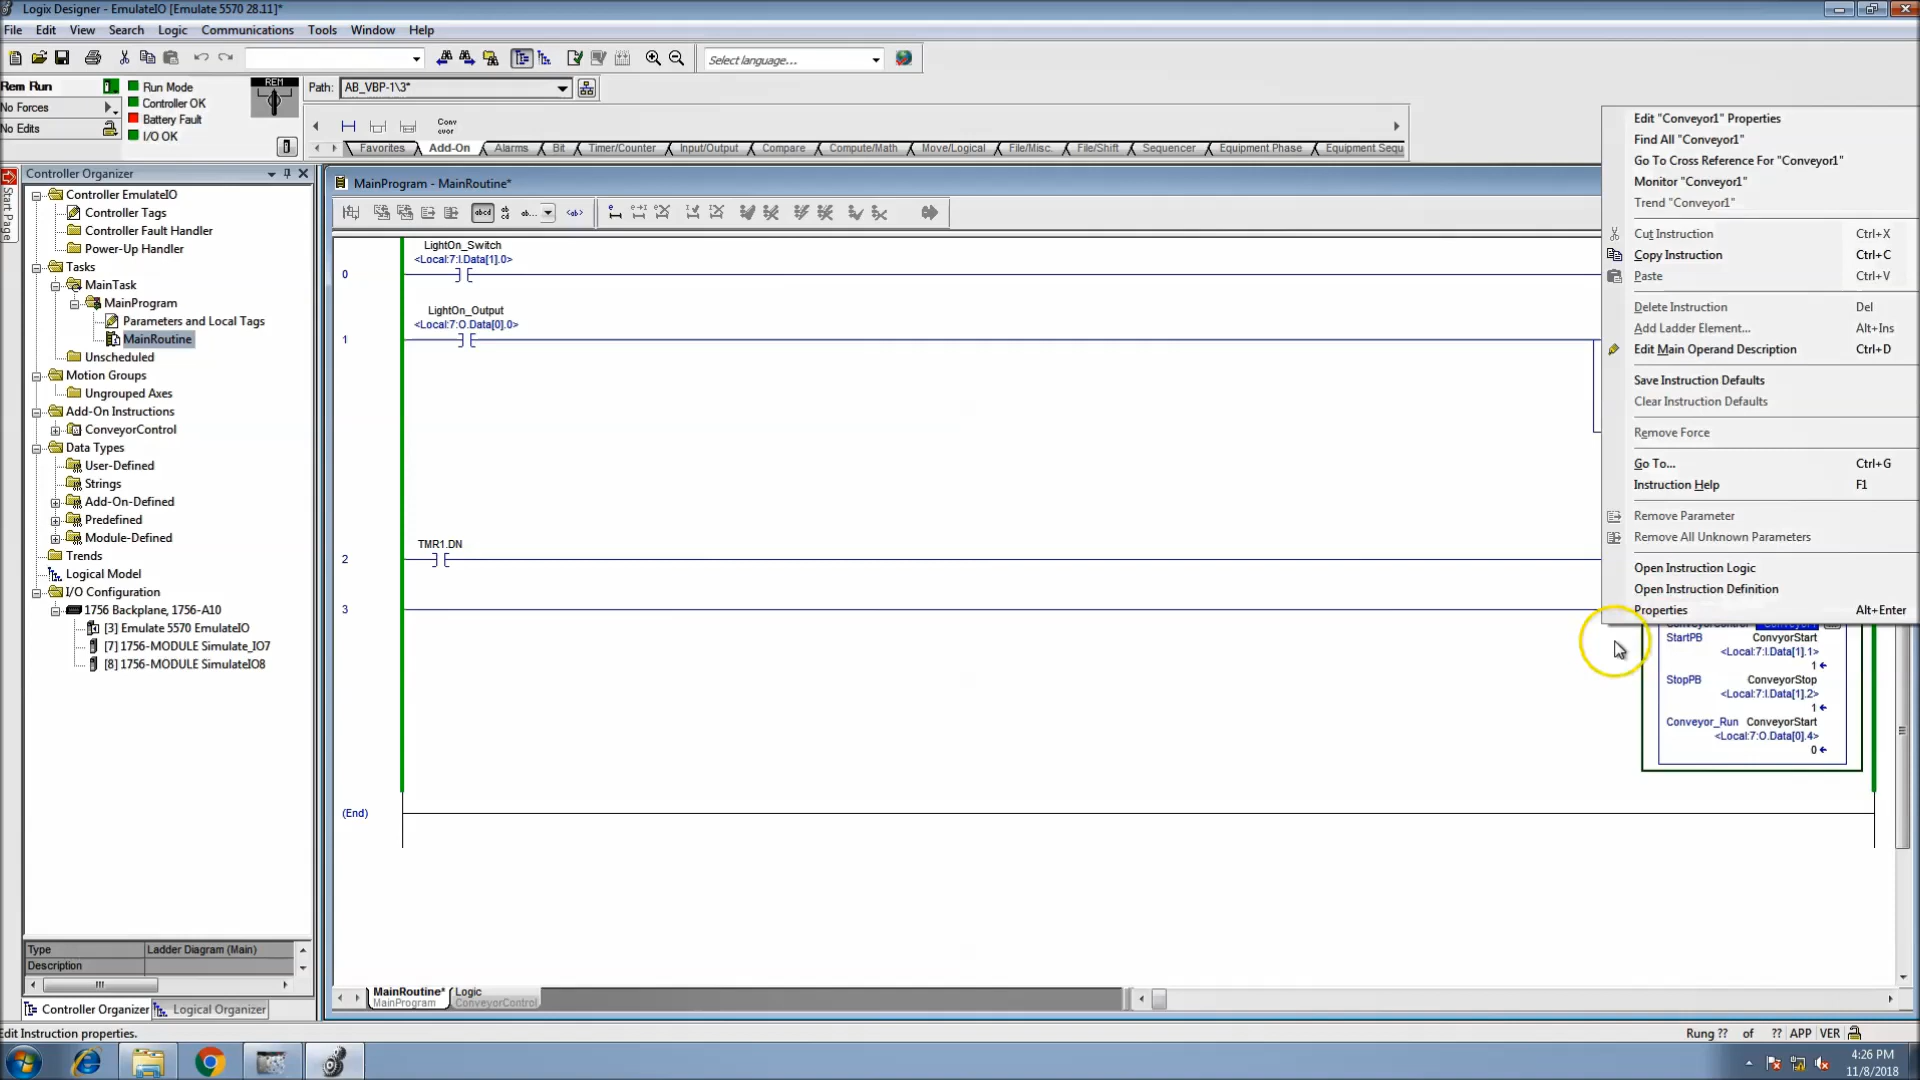 Logix Designer - EmulateIO [Emulate 5570 28.11]*
File Edit View Search Logic Communications Tools Window Help
Select language...
Rem Run
No Forces
No Edits
Run Mode
Controller OK
Battery Fault
I/O OK
REM
Path: AB_VBP-1\3*
Conv
eyor
Favorites Add-On Alarms Bit Timer/Counter Input/Output Compare Compute/Math Move/Logical File/Misc. File/Shift Sequencer Equipment Phase Equipment Sequ
Start Page
Controller Organizer
Controller EmulateIO
Controller Tags
Controller Fault Handler
Power-Up Handler
Tasks
MainTask
MainProgram
Parameters and Local Tags
MainRoutine
Unscheduled
Motion Groups
Ungrouped Axes
Add-On Instructions
ConveyorControl
Data Types
User-Defined
Strings
Add-On-Defined
Predefined
Module-Defined
Trends
Logical Model
I/O Configuration
1756 Backplane, 1756-A10
[3] Emulate 5570 EmulateIO
[7] 1756-MODULE Simulate_IO7
[8] 1756-MODULE SimulateIO8
Type Ladder Diagram (Main)
Description
Controller Organizer Logical Organizer
MainProgram - MainRoutine*
abcd ab
LightOn_Switch
<Local:7:I.Data[1].0>
0
LightOn_Output
<Local:7:O.Data[0].0>
1
TMR1.DN
2
3
(End)
Edit "Conveyor1" Properties
Find All "Conveyor1"
Go To Cross Reference For "Conveyor1"
Monitor "Conveyor1"
Trend "Conveyor1"
Cut Instruction Ctrl+X
Copy Instruction Ctrl+C
Paste Ctrl+V
Delete Instruction Del
Add Ladder Element... Alt+Ins
Edit Main Operand Description Ctrl+D
Save Instruction Defaults
Clear Instruction Defaults
Remove Force
Go To... Ctrl+G
Instruction Help F1
Remove Parameter
Remove All Unknown Parameters
Open Instruction Logic
Open Instruction Definition
Properties Alt+Enter
ConveyorControl Conveyor1
StartPB ConvyorStart
<Local:7:I.Data[1].1>
1
StopPB ConveyorStop
<Local:7:I.Data[1].2>
1
Conveyor_Run ConveyorStart
<Local:7:O.Data[0].4>
0
MainRoutine* Logic
MainProgram ConveyorControl
Edit Instruction properties.
Rung ?? of ?? APP VER
4:26 PM
11/8/2018